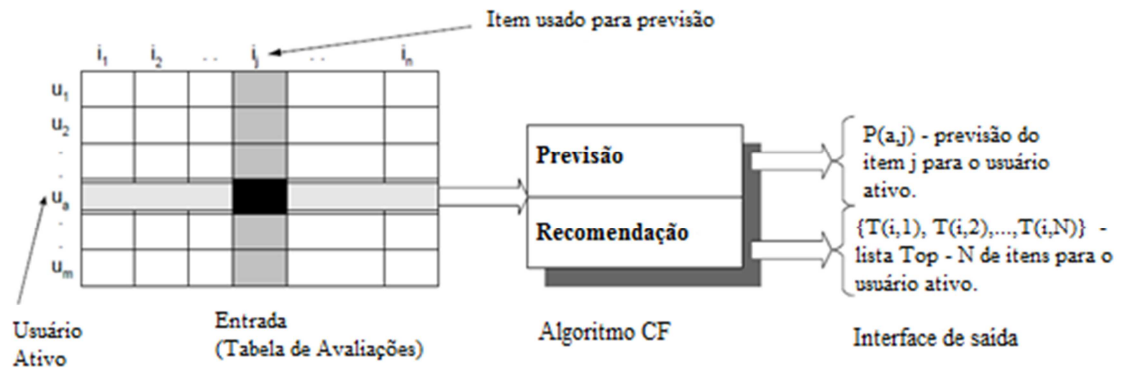 Item usado para previsão
i1 i2 . . ij . . in
u1
u2
.
.
ua
.
.
um
Usuário
Ativo
Entrada
(Tabela de Avaliações)
Previsão
Recomendação
Algoritmo CF
P(a,j) - previsão do
item j para o usuário
ativo.
{T(i,1), T(i,2),...,T(i,N)} -
lista Top - N de itens para o
usuário ativo.
Interface de saída